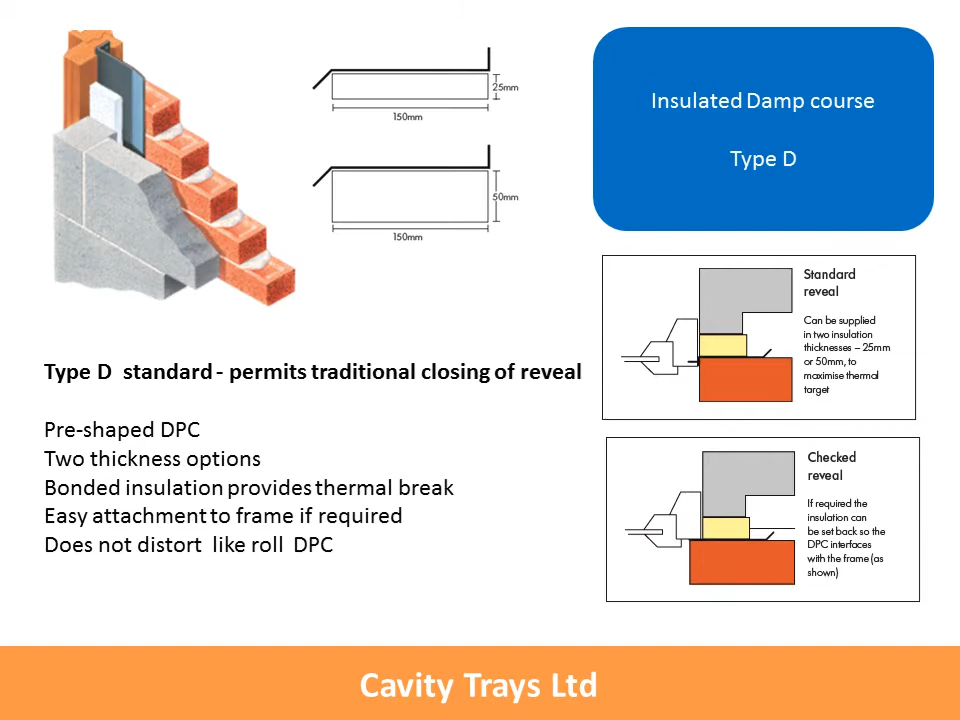 25mm
150mm
50mm
150mm
Insulated Damp course
Type D
Standard
reveal
Can be supplied
in two insulation
thicknesses – 25mm
or 50mm, to
maximise thermal
target
Type D standard - permits traditional closing of reveal
Pre-shaped DPC
Two thickness options
Bonded insulation provides thermal break
Easy attachment to frame if required
Does not distort like roll DPC
Checked
reveal
If required the
insulation can
be set back so the
DPC interfaces
with the frame (as
shown)
Cavity Trays Ltd